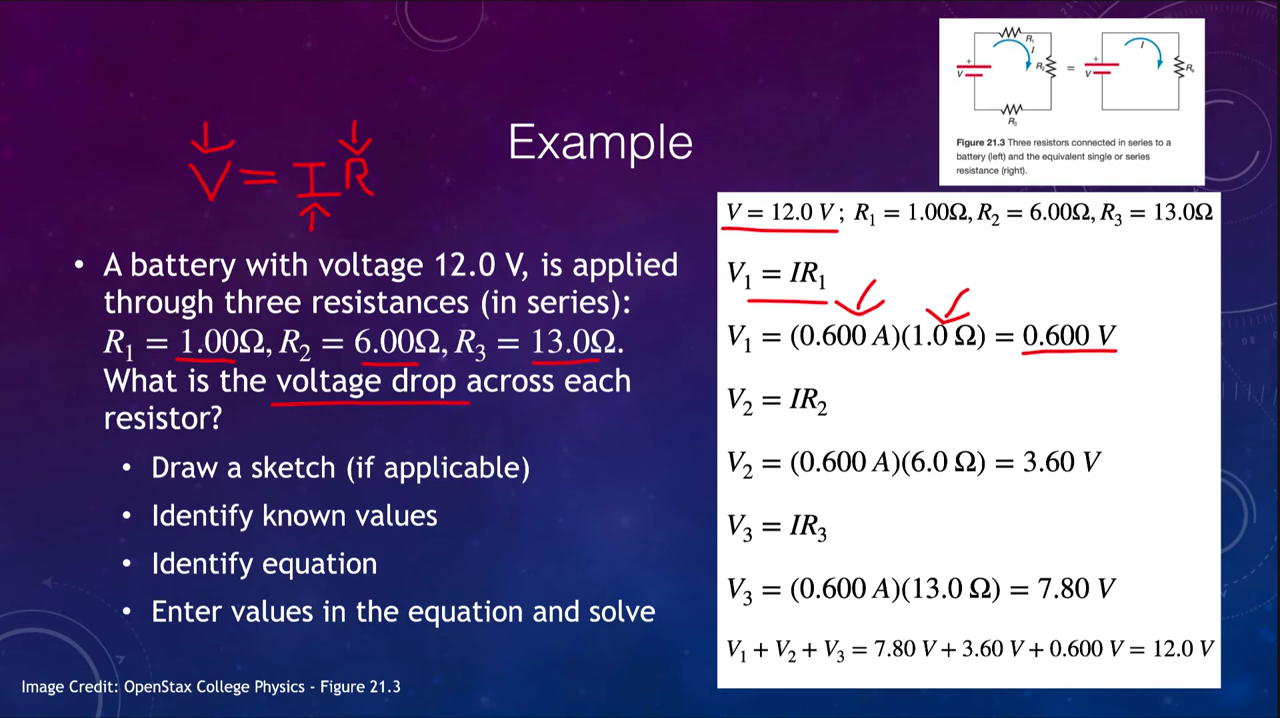 R₁
I
R₂
+
V
R₃
=
+
V
I
Rₛ
Figure 21.3 Three resistors connected in series to a
battery (left) and the equivalent single or series
resistance (right).
Example
V = IR
• A battery with voltage 12.0 V, is applied
through three resistances (in series):
R₁ = 1.00Ω, R₂ = 6.00Ω, R₃ = 13.0Ω.
What is the voltage drop across each
resistor?
• Draw a sketch (if applicable)
• Identify known values
• Identify equation
• Enter values in the equation and solve
V = 12.0 V; R₁ = 1.00Ω, R₂ = 6.00Ω, R₃ = 13.0Ω
V₁ = IR₁
V₁ = (0.600 A)(1.0 Ω) = 0.600 V
V₂ = IR₂
V₂ = (0.600 A)(6.0 Ω) = 3.60 V
V₃ = IR₃
V₃ = (0.600 A)(13.0 Ω) = 7.80 V
V₁ + V₂ + V₃ = 7.80 V + 3.60 V + 0.600 V = 12.0 V
Image Credit: OpenStax College Physics - Figure 21.3